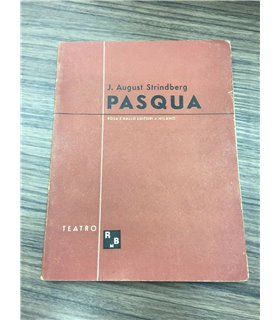 J. August Strindberg
PASQUA
ROSA E BALLO EDITORI • MILANO
TEATRO
R
B
M